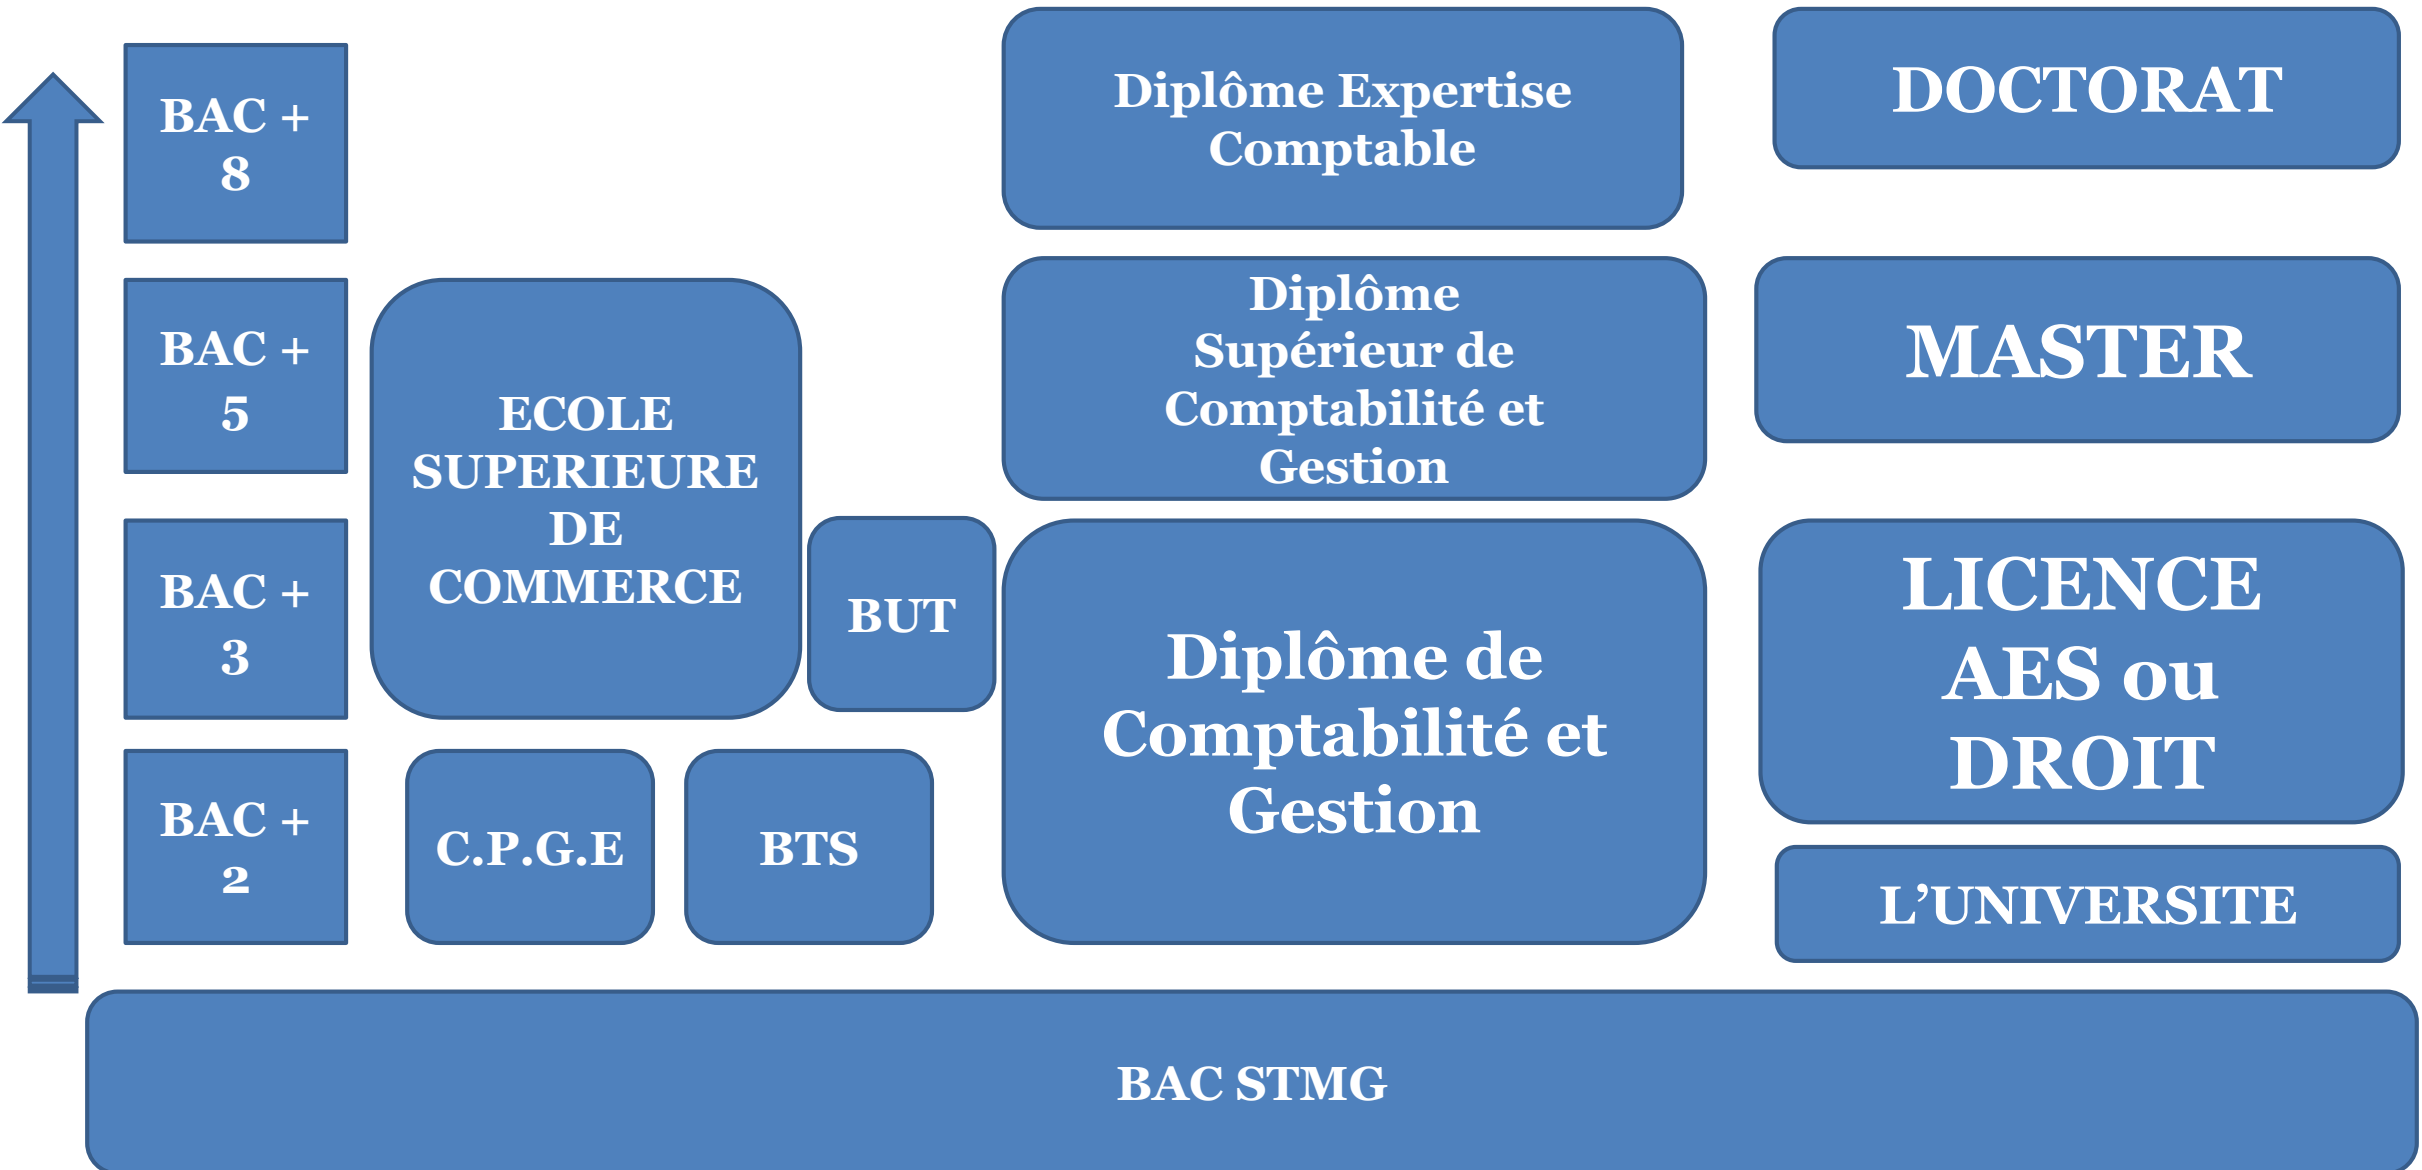 BAC +
8
Diplôme Expertise
Comptable
DOCTORAT
BAC +
5
ECOLE
SUPERIEURE
DE
COMMERCE
Diplôme
Supérieur de
Comptabilité et
Gestion
MASTER
BAC +
3
BUT
Diplôme de
Comptabilité et
Gestion
LICENCE
AES ou
DROIT
BAC +
2
C.P.G.E
BTS
L’UNIVERSITE
BAC STMG